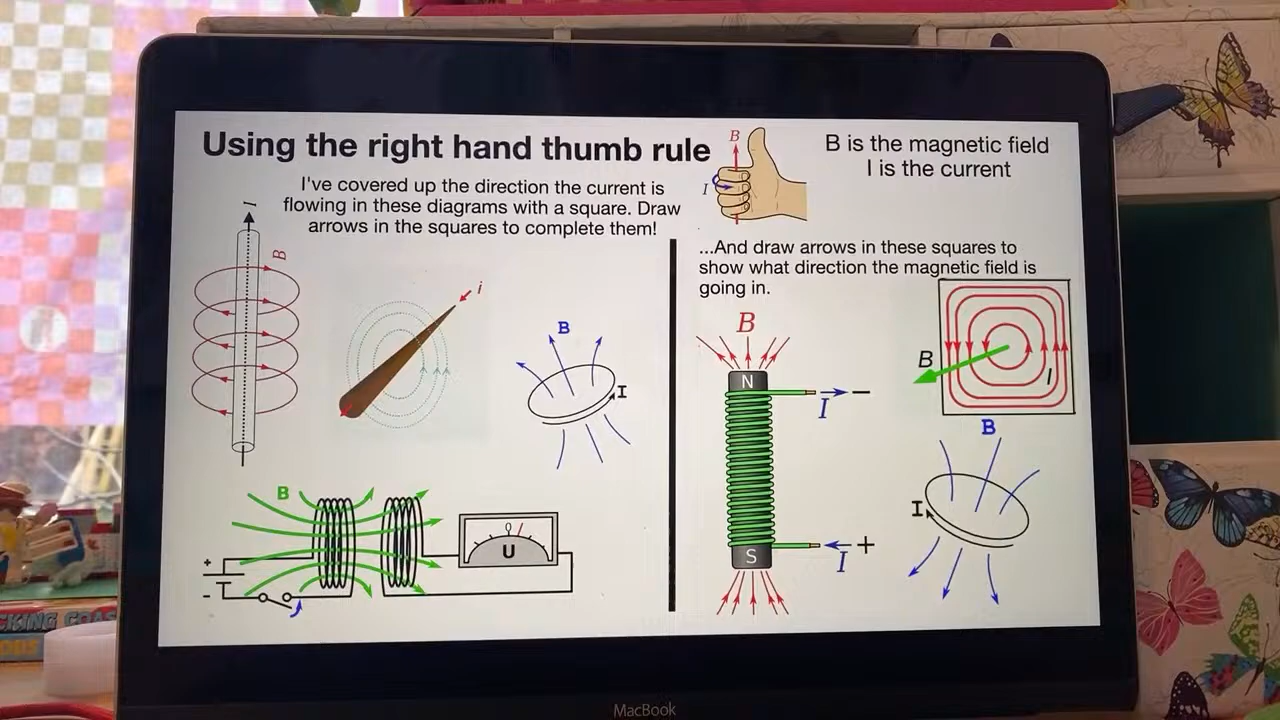 Using the right hand thumb rule
B
I
B is the magnetic field
I is the current
I've covered up the direction the current is
flowing in these diagrams with a square. Draw
arrows in the squares to complete them!
...And draw arrows in these squares to
show what direction the magnetic field is
going in.
I
B
i
B
I
B
+
-
0
U
B
N
I
−
S
I
+
B
I
B
I
CKING COAS
MacBook